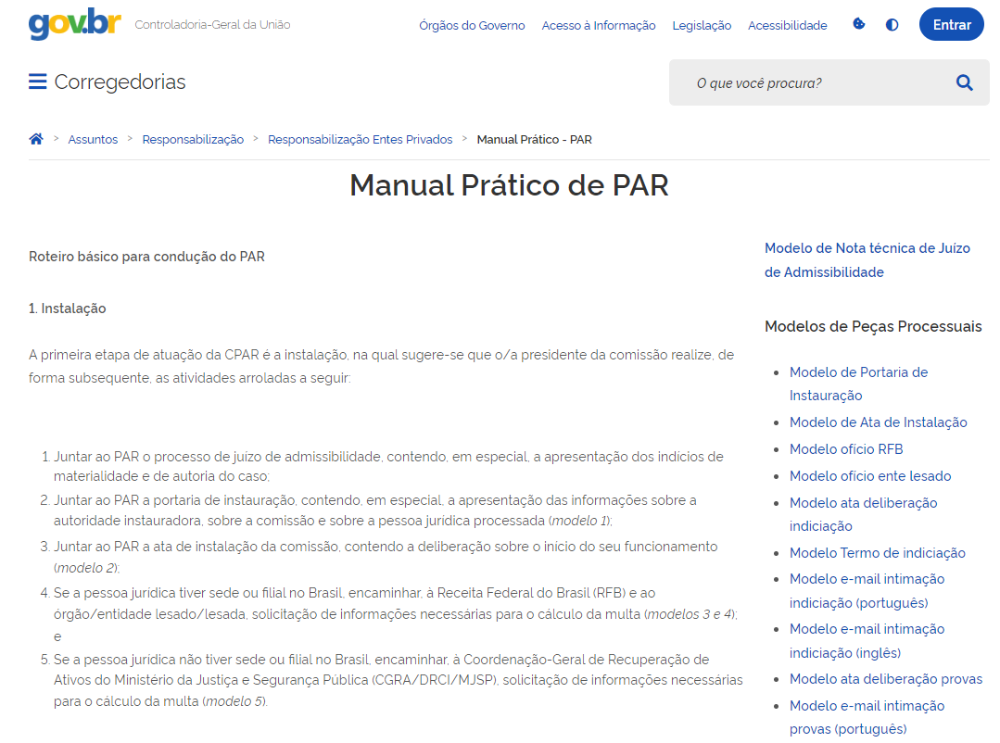 gov.br Controladoria-Geral da União Órgãos do Governo Acesso à Informação Legislação Acessibilidade Entrar
Corregedorias O que você procura?
> Assuntos > Responsabilização > Responsabilização Entes Privados > Manual Prático - PAR
Manual Prático de PAR
Roteiro básico para condução do PAR
1. Instalação
A primeira etapa de atuação da CPAR é a instalação, na qual sugere-se que o/a presidente da comissão realize, de
forma subsequente, as atividades arroladas a seguir:
1. Juntar ao PAR o processo de juízo de admissibilidade, contendo, em especial, a apresentação dos indícios de
materialidade e de autoria do caso;
2. Juntar ao PAR a portaria de instauração, contendo, em especial, a apresentação das informações sobre a
autoridade instauradora, sobre a comissão e sobre a pessoa jurídica processada (modelo 1);
3. Juntar ao PAR a ata de instalação da comissão, contendo a deliberação sobre o início do seu funcionamento
(modelo 2);
4. Se a pessoa jurídica tiver sede ou filial no Brasil, encaminhar, à Receita Federal do Brasil (RFB) e ao
órgão/entidade lesado/lesada, solicitação de informações necessárias para o cálculo da multa (modelos 3 e 4);
e
5. Se a pessoa jurídica não tiver sede ou filial no Brasil, encaminhar, à Coordenação-Geral de Recuperação de
Ativos do Ministério da Justiça e Segurança Pública (CGRA/DRCI/MJSP), solicitação de informações necessárias
para o cálculo da multa (modelo 5).
Modelo de Nota técnica de Juízo
de Admissibilidade
Modelos de Peças Processuais
• Modelo de Portaria de
Instauração
• Modelo de Ata de Instalação
• Modelo ofício RFB
• Modelo ofício ente lesado
• Modelo ata deliberação
indiciação
• Modelo Termo de indiciação
• Modelo e-mail intimação
indiciação (português)
• Modelo e-mail intimação
indiciação (inglês)
• Modelo ata deliberação provas
• Modelo e-mail intimação
provas (português)